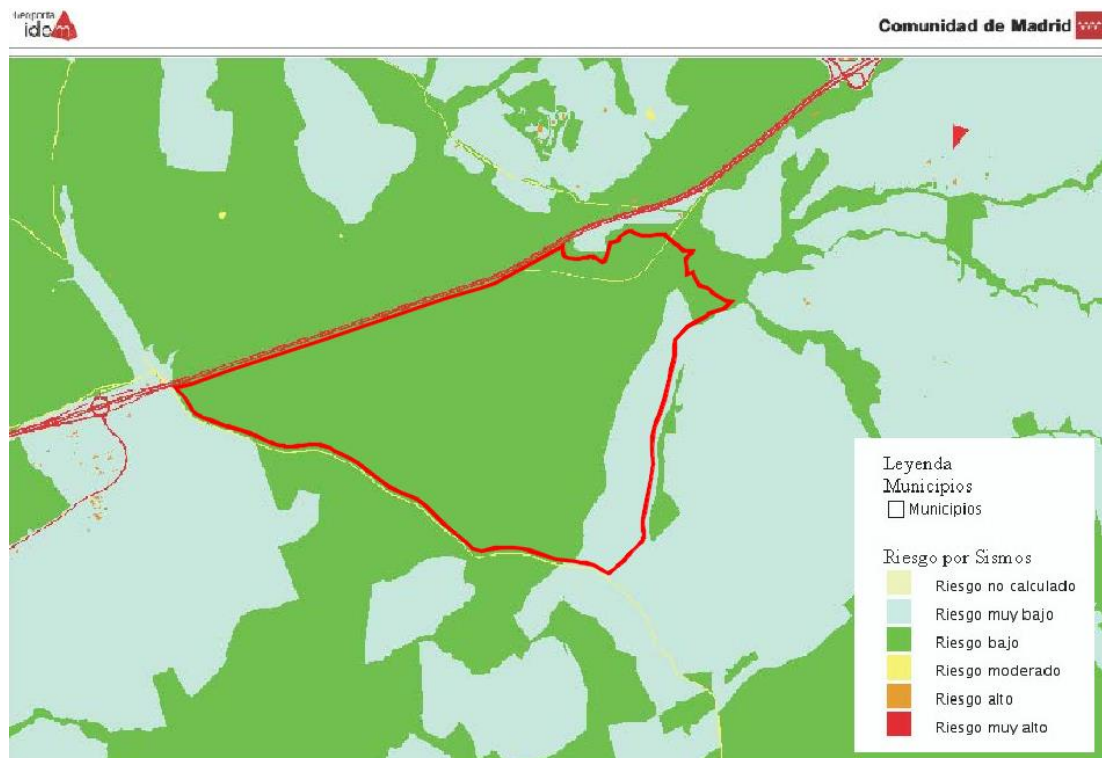 idem
Comunidad de Madrid
Leyenda
Municipios
Municipios
Riesgo por Sismos
Riesgo no calculado
Riesgo muy bajo
Riesgo bajo
Riesgo moderado
Riesgo alto
Riesgo muy alto